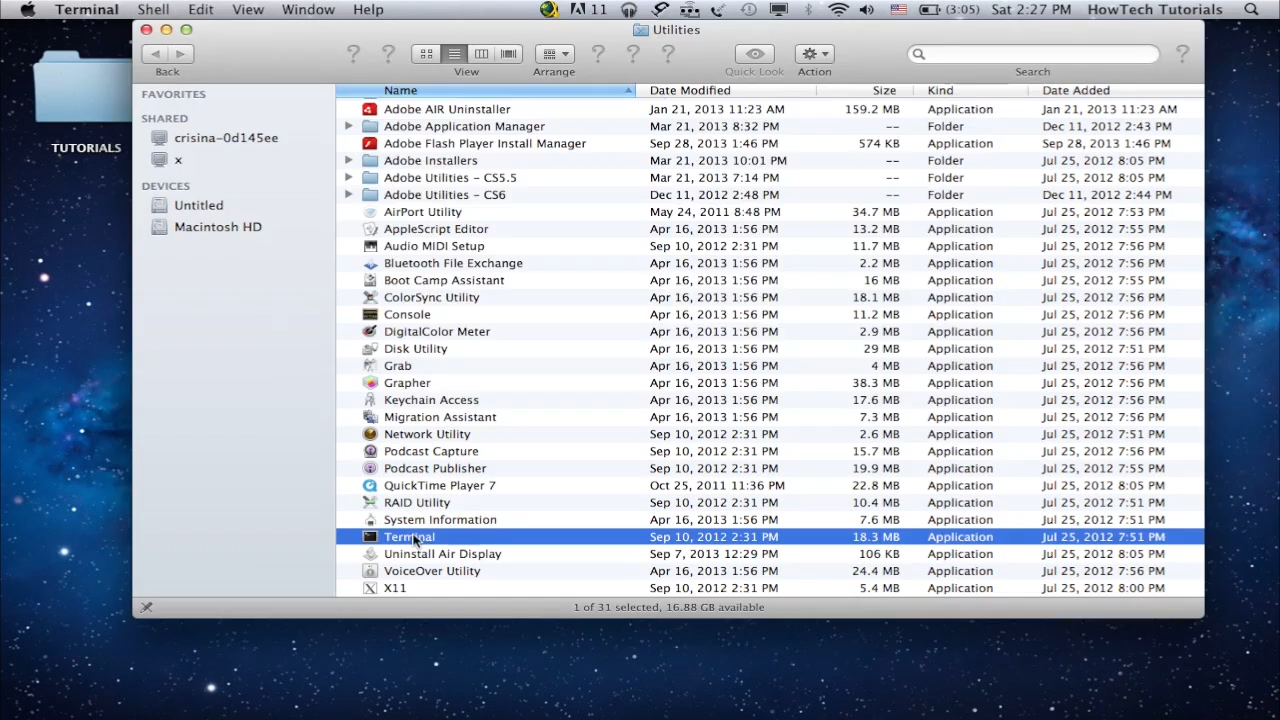 Terminal Shell Edit View Window Help 11 (3:05) Sat 2:27 PM HowTech Tutorials
Utilities
Back View Arrange Quick Look Action Search
TUTORIALS
FAVORITES
SHARED
crisina-0d145ee
x
DEVICES
Untitled
Macintosh HD
Name Date Modified Size Kind Date Added
Adobe AIR Uninstaller Jan 21, 2013 11:23 AM 159.2 MB Application Jan 21, 2013 11:23 AM
Adobe Application Manager Mar 21, 2013 8:32 PM -- Folder Dec 11, 2012 2:43 PM
Adobe Flash Player Install Manager Sep 28, 2013 1:46 PM 574 KB Application Sep 28, 2013 1:46 PM
Adobe Installers Mar 21, 2013 10:01 PM -- Folder Jul 25, 2012 8:05 PM
Adobe Utilities - CS5.5 Mar 21, 2013 7:14 PM -- Folder Jul 25, 2012 8:05 PM
Adobe Utilities - CS6 Dec 11, 2012 2:48 PM -- Folder Dec 11, 2012 2:44 PM
AirPort Utility May 24, 2011 8:48 PM 34.7 MB Application Jul 25, 2012 7:53 PM
AppleScript Editor Apr 16, 2013 1:56 PM 13.2 MB Application Jul 25, 2012 7:55 PM
Audio MIDI Setup Sep 10, 2012 2:31 PM 11.7 MB Application Jul 25, 2012 7:56 PM
Bluetooth File Exchange Apr 16, 2013 1:56 PM 2.2 MB Application Jul 25, 2012 7:56 PM
Boot Camp Assistant Apr 16, 2013 1:56 PM 16 MB Application Jul 25, 2012 7:55 PM
ColorSync Utility Apr 16, 2013 1:56 PM 18.1 MB Application Jul 25, 2012 7:56 PM
Console Apr 16, 2013 1:56 PM 11.2 MB Application Jul 25, 2012 7:56 PM
DigitalColor Meter Apr 16, 2013 1:56 PM 2.9 MB Application Jul 25, 2012 7:56 PM
Disk Utility Apr 16, 2013 1:56 PM 29 MB Application Jul 25, 2012 7:51 PM
Grab Apr 16, 2013 1:56 PM 4 MB Application Jul 25, 2012 7:56 PM
Grapher Apr 16, 2013 1:56 PM 38.3 MB Application Jul 25, 2012 7:56 PM
Keychain Access Apr 16, 2013 1:56 PM 17.6 MB Application Jul 25, 2012 7:56 PM
Migration Assistant Apr 16, 2013 1:56 PM 7.3 MB Application Jul 25, 2012 7:56 PM
Network Utility Sep 10, 2012 2:31 PM 2.6 MB Application Jul 25, 2012 7:51 PM
Podcast Capture Sep 10, 2012 2:31 PM 15.7 MB Application Jul 25, 2012 7:56 PM
Podcast Publisher Sep 10, 2012 2:31 PM 19.9 MB Application Jul 25, 2012 7:56 PM
QuickTime Player 7 Oct 25, 2011 11:36 PM 22.8 MB Application Jul 25, 2012 8:05 PM
RAID Utility Sep 10, 2012 2:31 PM 10.4 MB Application Jul 25, 2012 7:51 PM
System Information Apr 16, 2013 1:56 PM 7.6 MB Application Jul 25, 2012 7:51 PM
Terminal Sep 10, 2012 2:31 PM 18.3 MB Application Jul 25, 2012 7:51 PM
Uninstall Air Display Sep 7, 2013 12:29 PM 106 KB Application Jul 25, 2012 8:05 PM
VoiceOver Utility Apr 16, 2013 1:56 PM 24.4 MB Application Jul 25, 2012 7:56 PM
X11 Sep 10, 2012 2:31 PM 5.4 MB Application Jul 25, 2012 8:00 PM
1 of 31 selected, 16.88 GB available